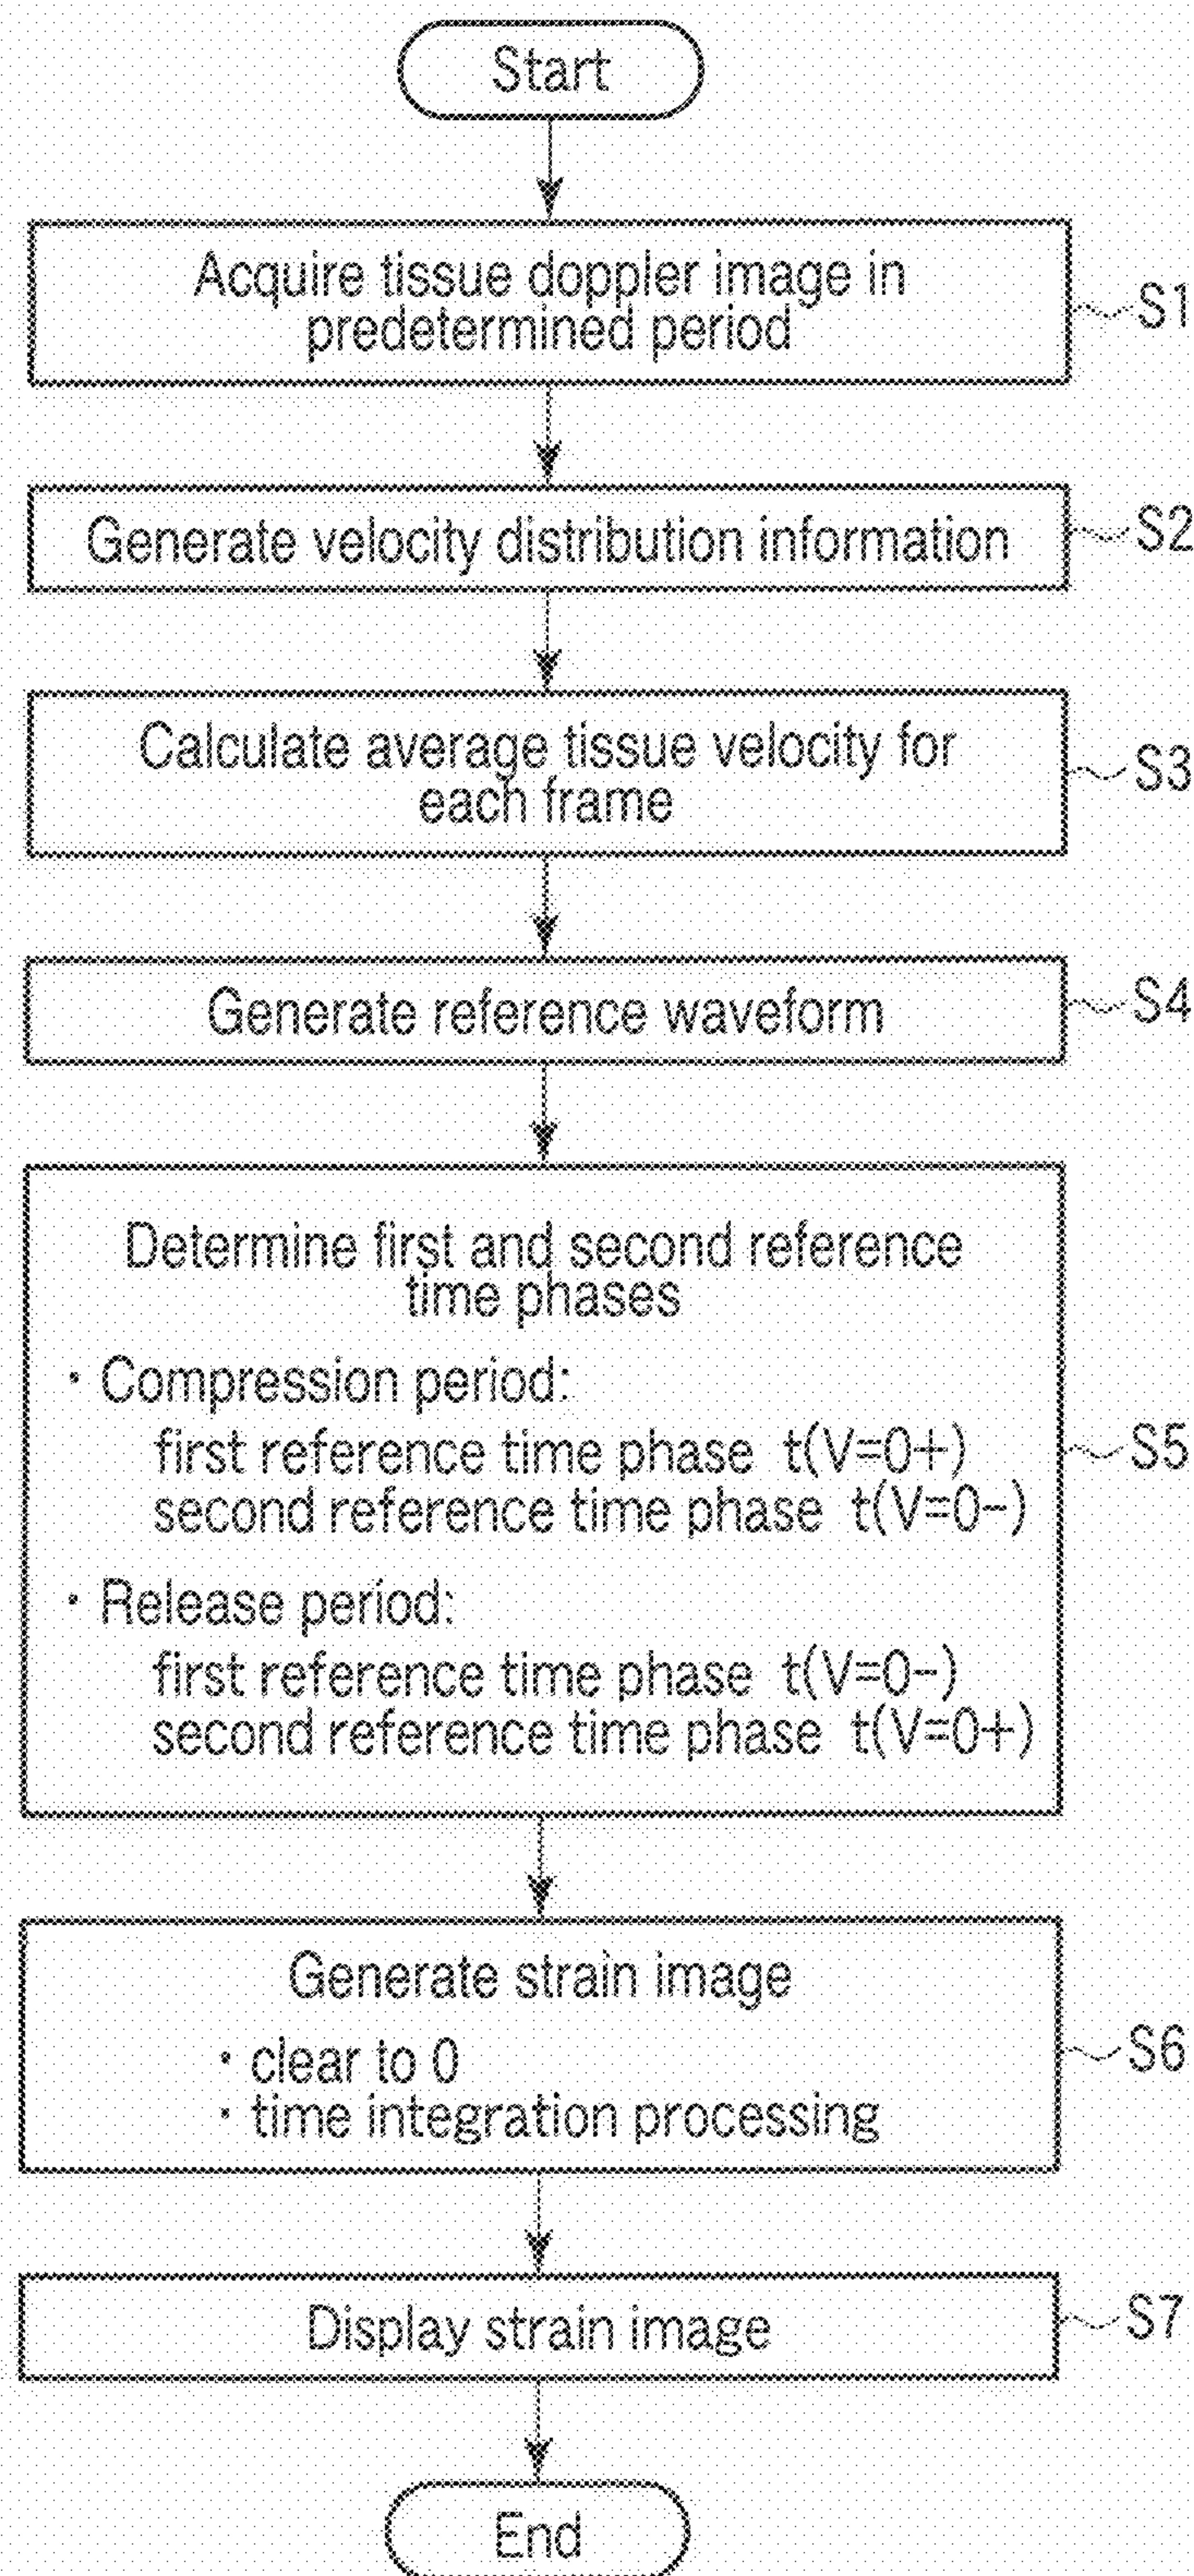 Start
Acquire tissue doppler image in
predetermined period
S1
Generate velocity distribution information
S2
Calculate average tissue velocity for
each frame
S3
Generate reference waveform
S4
Determine first and second reference
time phases
・Compression period:
first reference time phase t(V=0+)
second reference time phase t(V=0−)
・Release period:
first reference time phase t(V=0−)
second reference time phase t(V=0+)
S5
Generate strain image
・clear to 0
・time integration processing
S6
Display strain image
S7
End